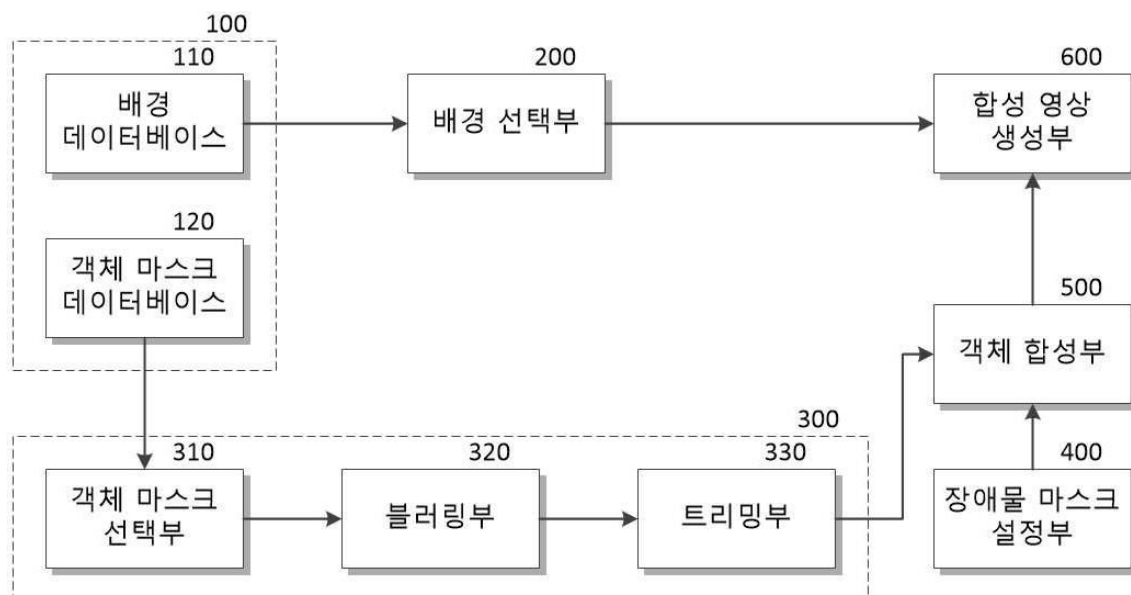 100
110
배경
데이터베이스
200
배경 선택부
600
합성 영상
생성부
120
객체 마스크
데이터베이스
500
객체 합성부
300
310
객체 마스크
선택부
320
블러링부
330
트리밍부
400
장애물 마스크
설정부